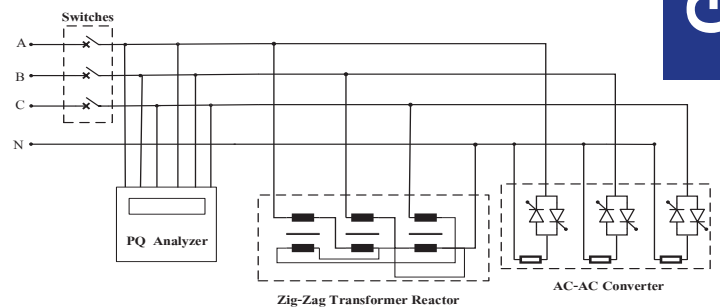 Switches
A
B
C
N
PQ Analyzer
Zig-Zag Transformer Reactor
AC-AC Converter